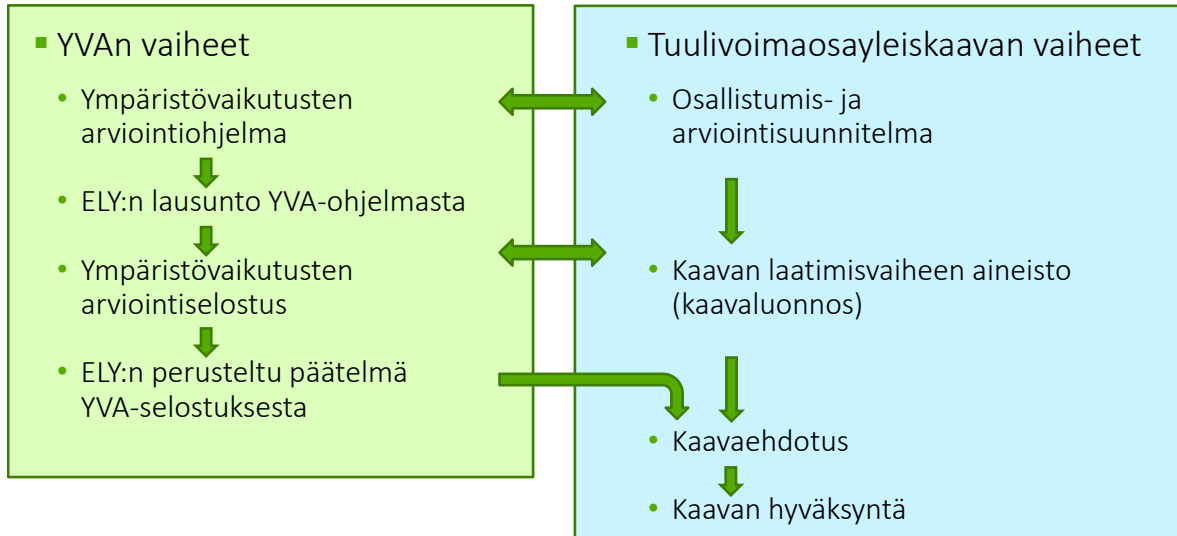 YVAn vaiheet
Ympäristövaikutusten
arviointiohjelma
ELY:n lausunto YVA-ohjelmasta
Ympäristövaikutusten
arviointiselostus
ELY:n perusteltu päätelmä
YVA-selostuksesta
Tuulivoimaosayleiskaavan vaiheet
Osallistumis- ja
arviointisuunnitelma
Kaavan laatimisvaiheen aineisto
(kaavaluonnos)
Kaavaehdotus
Kaavan hyväksyntä